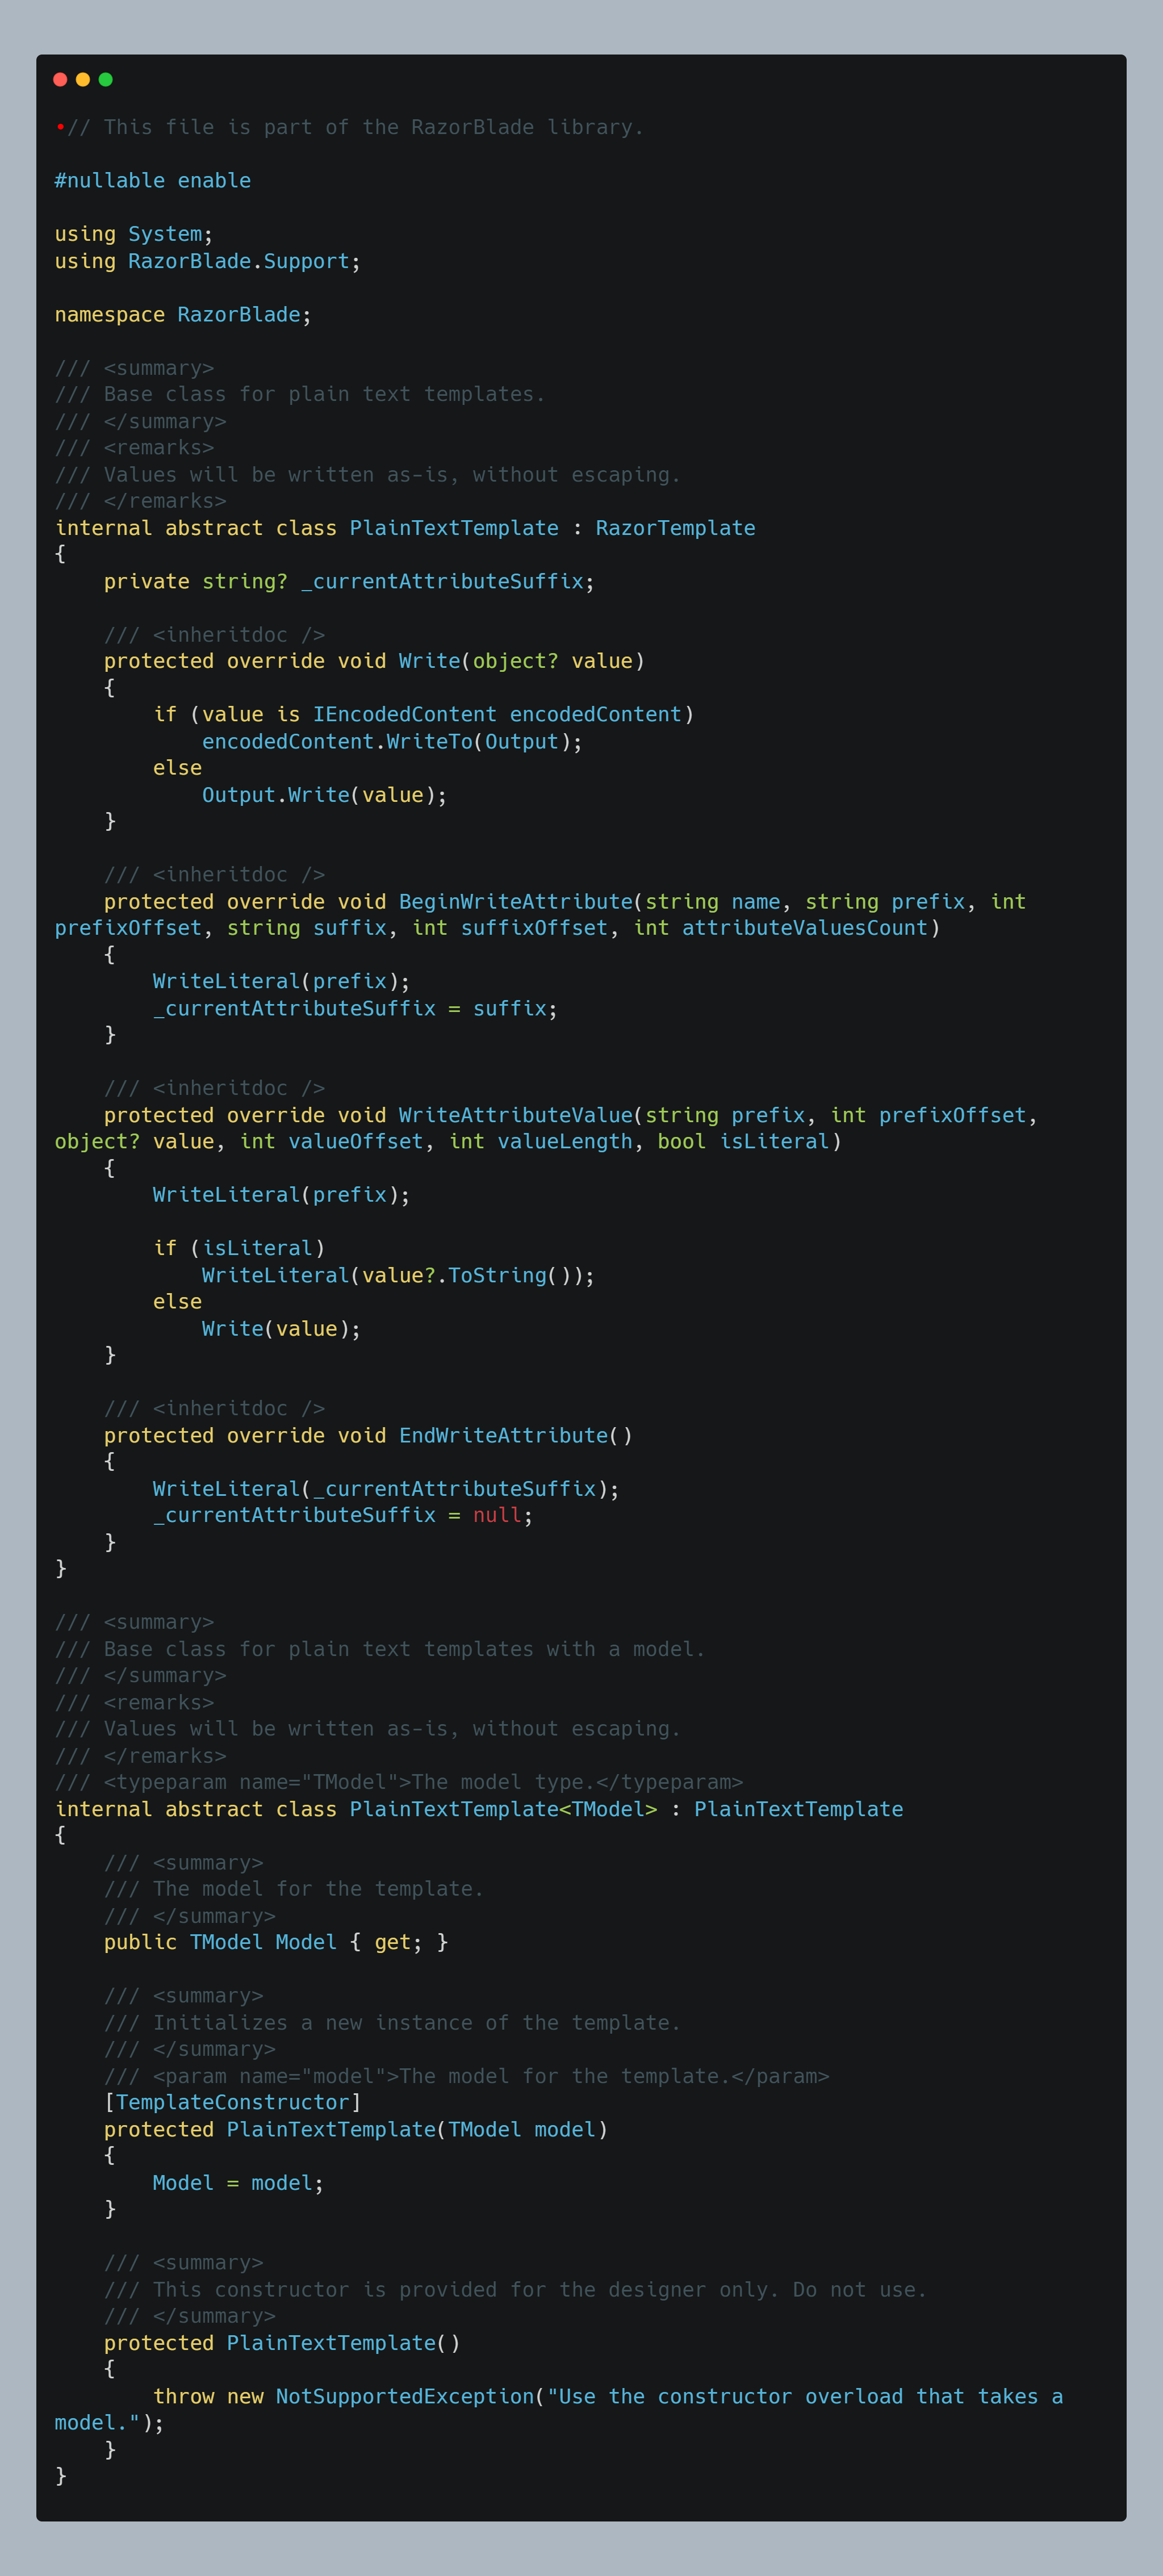 •// This file is part of the RazorBlade library.

#nullable enable

using System;
using RazorBlade.Support;

namespace RazorBlade;

/// <summary>
/// Base class for plain text templates.
/// </summary>
/// <remarks>
/// Values will be written as-is, without escaping.
/// </remarks>
internal abstract class PlainTextTemplate : RazorTemplate
{
    private string? _currentAttributeSuffix;

    /// <inheritdoc />
    protected override void Write(object? value)
    {
        if (value is IEncodedContent encodedContent)
            encodedContent.WriteTo(Output);
        else
            Output.Write(value);
    }

    /// <inheritdoc />
    protected override void BeginWriteAttribute(string name, string prefix, int
prefixOffset, string suffix, int suffixOffset, int attributeValuesCount)
    {
        WriteLiteral(prefix);
        _currentAttributeSuffix = suffix;
    }

    /// <inheritdoc />
    protected override void WriteAttributeValue(string prefix, int prefixOffset,
object? value, int valueOffset, int valueLength, bool isLiteral)
    {
        WriteLiteral(prefix);

        if (isLiteral)
            WriteLiteral(value?.ToString());
        else
            Write(value);
    }

    /// <inheritdoc />
    protected override void EndWriteAttribute()
    {
        WriteLiteral(_currentAttributeSuffix);
        _currentAttributeSuffix = null;
    }
}

/// <summary>
/// Base class for plain text templates with a model.
/// </summary>
/// <remarks>
/// Values will be written as-is, without escaping.
/// </remarks>
/// <typeparam name="TModel">The model type.</typeparam>
internal abstract class PlainTextTemplate<TModel> : PlainTextTemplate
{
    /// <summary>
    /// The model for the template.
    /// </summary>
    public TModel Model { get; }

    /// <summary>
    /// Initializes a new instance of the template.
    /// </summary>
    /// <param name="model">The model for the template.</param>
    [TemplateConstructor]
    protected PlainTextTemplate(TModel model)
    {
        Model = model;
    }

    /// <summary>
    /// This constructor is provided for the designer only. Do not use.
    /// </summary>
    protected PlainTextTemplate()
    {
        throw new NotSupportedException("Use the constructor overload that takes a
model.");
    }
}